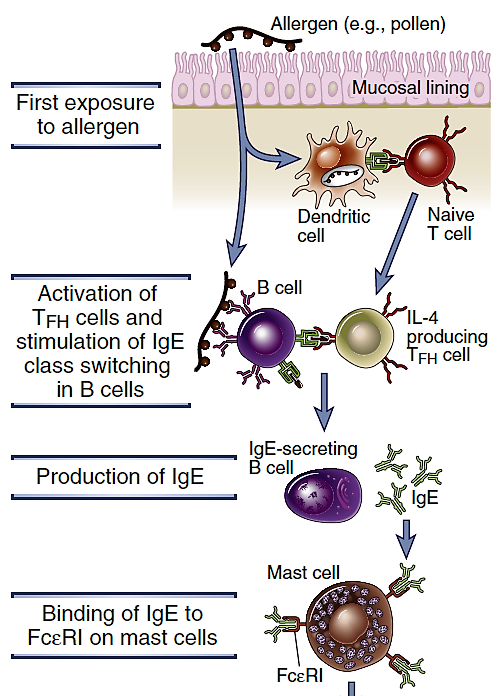 Allergen (e.g., pollen)
Mucosal lining
First exposure
to allergen
Dendritic
cell
Naive
T cell
Activation of
TFH cells and
stimulation of IgE
class switching
in B cells
B cell
IL-4
producing
TFH cell
Production of IgE
IgE-secreting
B cell
IgE
Binding of IgE to
FcεRI on mast cells
Mast cell
FcεRI